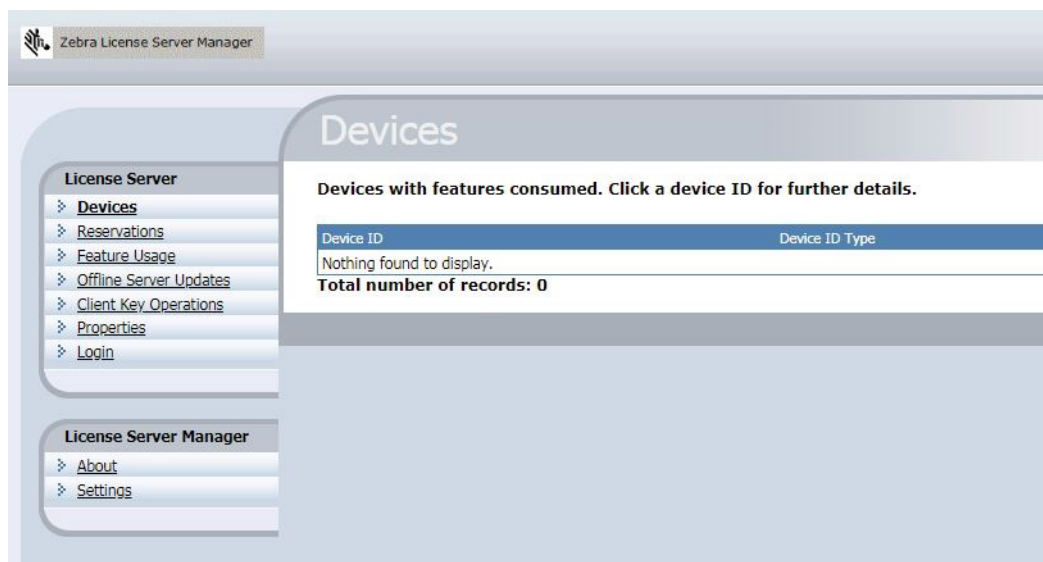 Zebra License Server Manager
Devices
License Server
Devices
Reservations
Feature Usage
Offline Server Updates
Client Key Operations
Properties
Login
License Server Manager
About
Settings
Devices with features consumed. Click a device ID for further details.
Device ID Device ID Type
Nothing found to display.
Total number of records: 0